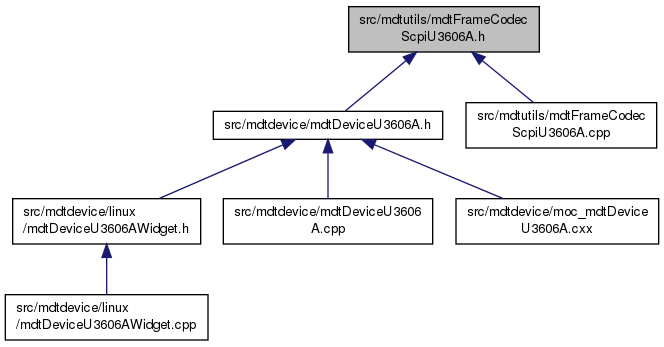 src/mdtutils/mdtFrameCodec
ScpiU3606A.h
src/mdtdevice/mdtDeviceU3606A.h
src/mdtutils/mdtFrameCodec
ScpiU3606A.cpp
src/mdtdevice/linux
/mdtDeviceU3606AWidget.h
src/mdtdevice/mdtDeviceU3606
A.cpp
src/mdtdevice/moc_mdtDevice
U3606A.cxx
src/mdtdevice/linux
/mdtDeviceU3606AWidget.cpp